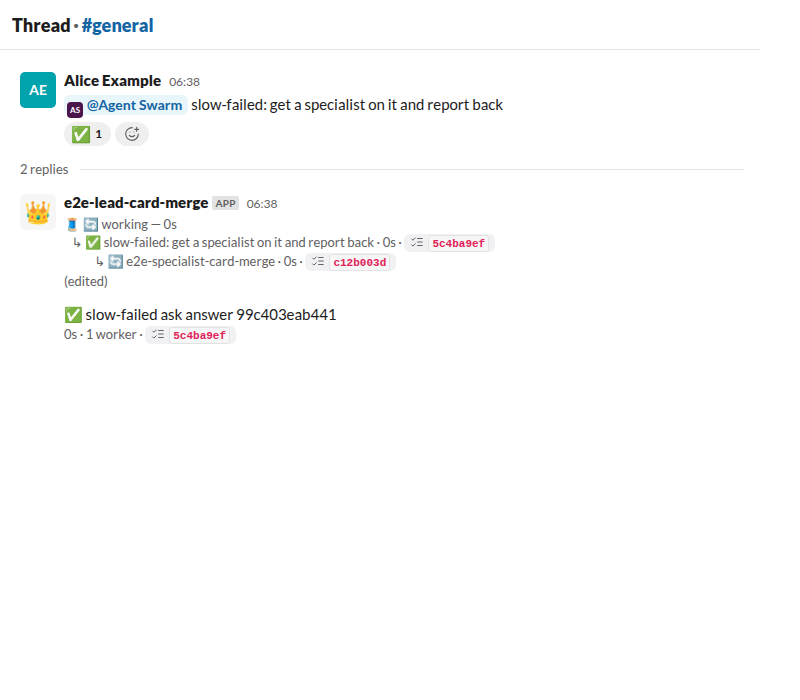 Thread · #general
AE
Alice Example 06:38
AS @Agent Swarm slow-failed: get a specialist on it and report back
✅ 1
2 replies
e2e-lead-card-merge APP 06:38
🧵 🔄 working — 0s
↳ ✅ slow-failed: get a specialist on it and report back · 0s · 5c4ba9ef
↳ 🔄 e2e-specialist-card-merge · 0s · c12b003d
(edited)
✅ slow-failed ask answer 99c403eab441
0s · 1 worker · 5c4ba9ef